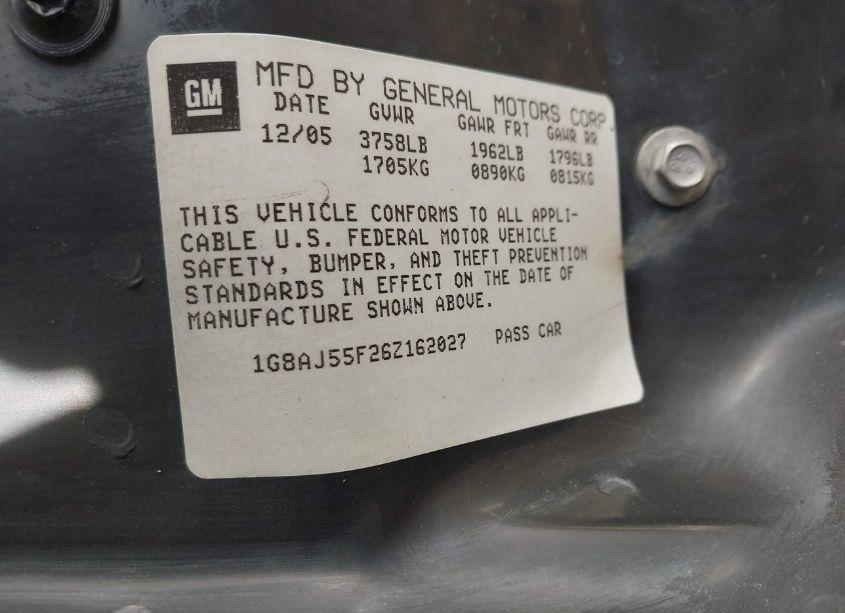 GM
MFD BY GENERAL MOTORS CORP.
DATE GVWR GAWR FRT GAWR RR
12/05 3758LB 1962LB 1796LB
1705KG 0890KG 0815KG
THIS VEHICLE CONFORMS TO ALL APPLI-
CABLE U.S. FEDERAL MOTOR VEHICLE
SAFETY, BUMPER, AND THEFT PREVENTION
STANDARDS IN EFFECT ON THE DATE OF
MANUFACTURE SHOWN ABOVE.
1G8AJ55F26Z162027 PASS CAR